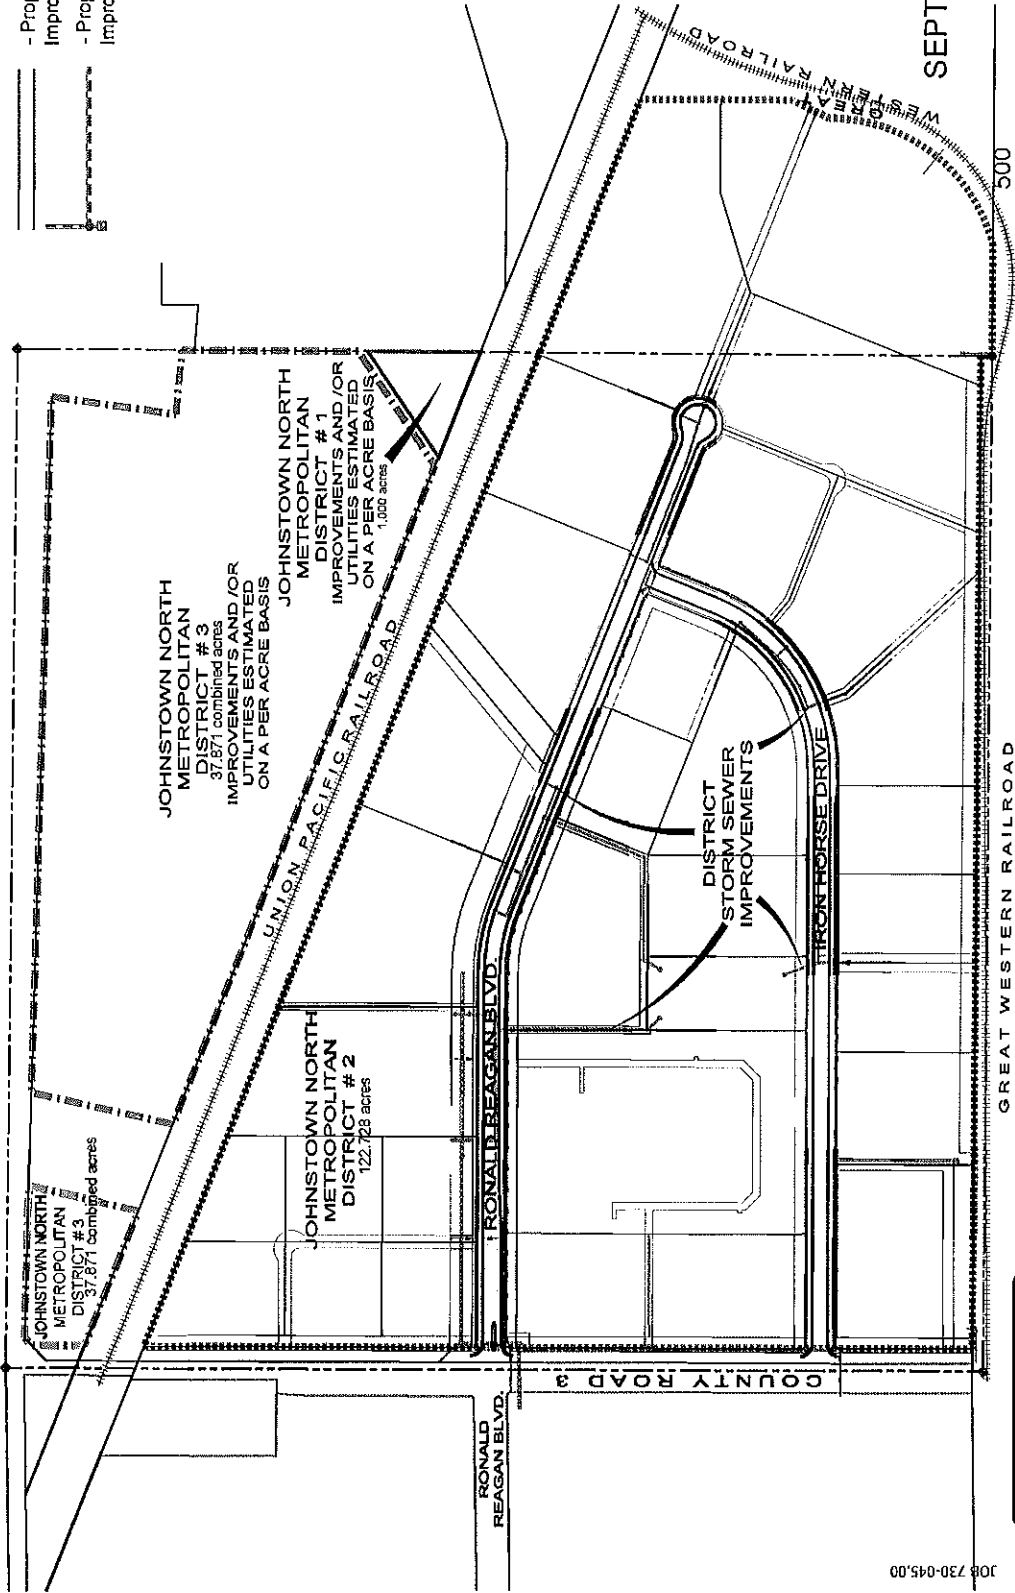 - Prop
Impro
- Prop
Impro
SEPT
500
GREAT
WESTERN RAILROAD
RAILROAD
JOHNSTOWN NORTH
METROPOLITAN
DISTRICT # 1
IMPROVEMENTS AND /OR
UTILITIES ESTIMATED
ON A PER ACRE BASIS
1.000 acres
JOHNSTOWN NORTH
METROPOLITAN
DISTRICT # 3
37.871 combined acres
IMPROVEMENTS AND /OR
UTILITIES ESTIMATED
ON A PER ACRE BASIS
UNION PACIFIC RAILROAD
JOHNSTOWN NORTH
METROPOLITAN
DISTRICT #3
37.871 combined acres
JOHNSTOWN NORTH
METROPOLITAN
DISTRICT # 2
122.728 acres
RONALD REAGAN BLVD.
DISTRICT
STORM SEWER
IMPROVEMENTS
IRON HORSE DRIVE
GREAT WESTERN RAILROAD
COUNTY ROAD 3
RONALD
REAGAN BLVD.
JOB 730-045.00